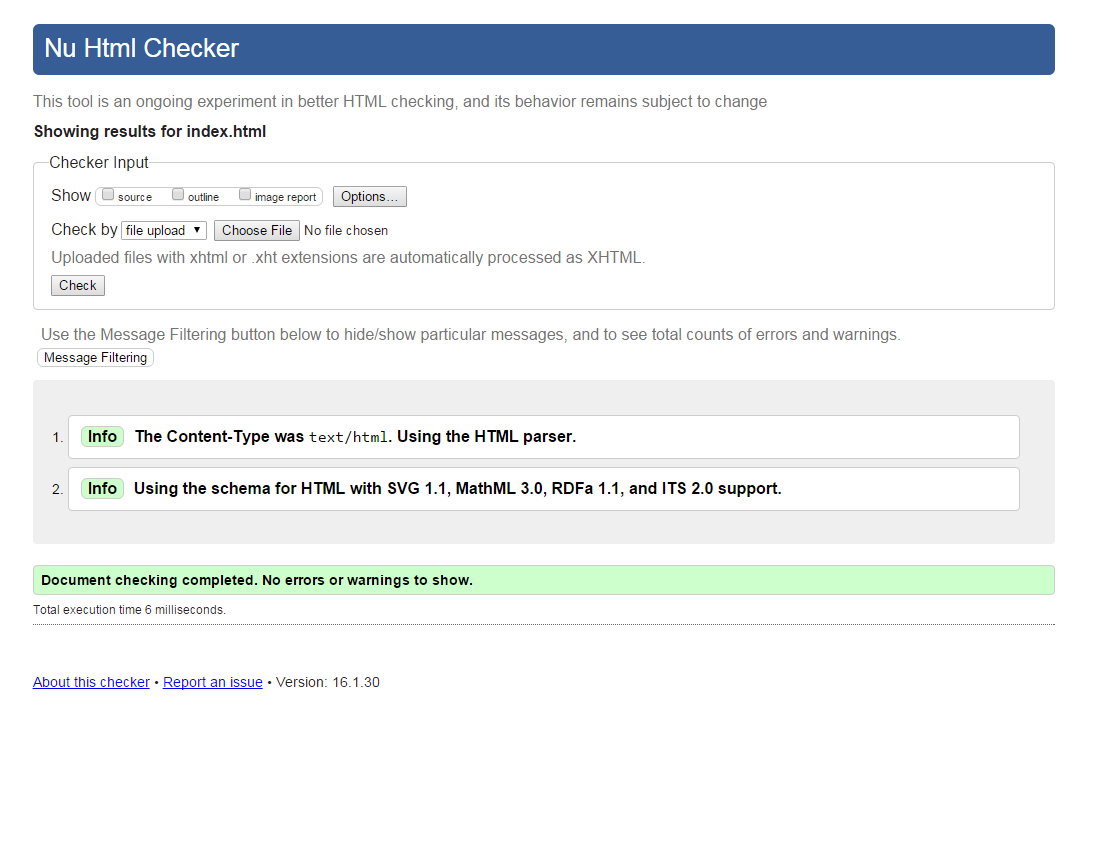 Nu Html Checker
This tool is an ongoing experiment in better HTML checking, and its behavior remains subject to change
Showing results for index.html
Checker Input
Show source outline image report Options...
Check by file upload ▼ Choose File No file chosen
Uploaded files with xhtml or .xht extensions are automatically processed as XHTML.
Check
Use the Message Filtering button below to hide/show particular messages, and to see total counts of errors and warnings.
Message Filtering
1. Info The Content-Type was text/html. Using the HTML parser.
2. Info Using the schema for HTML with SVG 1.1, MathML 3.0, RDFa 1.1, and ITS 2.0 support.
Document checking completed. No errors or warnings to show.
Total execution time 6 milliseconds.
About this checker • Report an issue • Version: 16.1.30